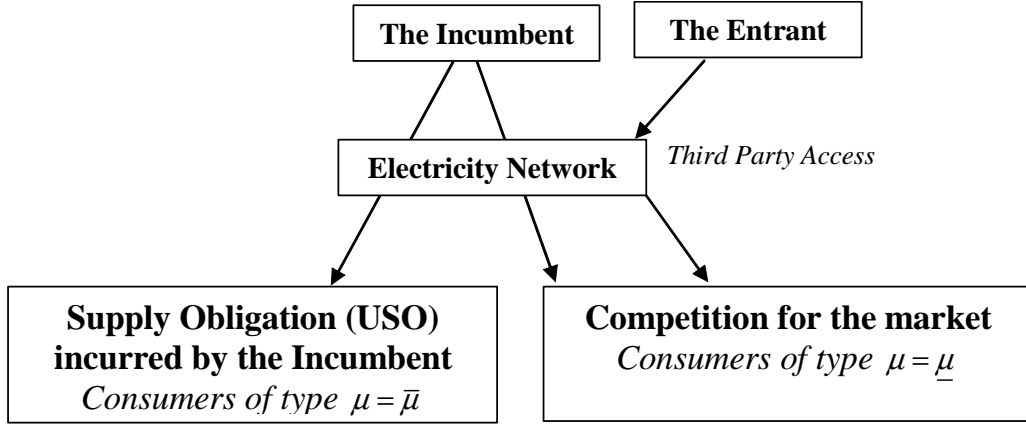 The Incumbent
The Entrant
Electricity Network
Third Party Access
Supply Obligation (USO)
incurred by the Incumbent
Consumers of type μ = μ̅
Competition for the market
Consumers of type μ = μ̲